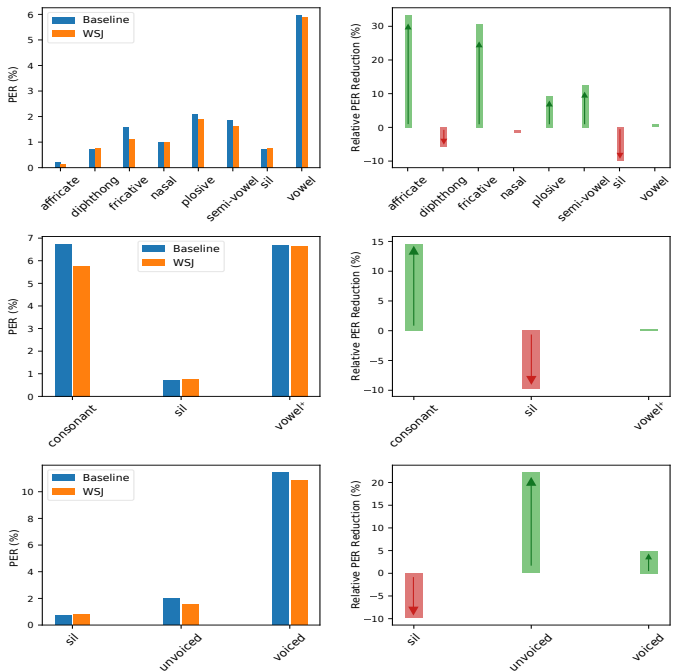 PER (%)
6
5
4
3
2
1
0
Baseline
WSJ
affricate
diphthong
fricative
nasal
plosive
semi-vowel
sil
vowel
Relative PER Reduction (%)
30
20
10
0
−10
affricate
diphthong
fricative
nasal
plosive
semi-vowel
sil
vowel
PER (%)
7
6
5
4
3
2
1
0
Baseline
WSJ
consonant
sil
vowel⁺
Relative PER Reduction (%)
15
10
5
0
−5
−10
consonant
sil
vowel⁺
PER (%)
10
8
6
4
2
0
Baseline
WSJ
sil
unvoiced
voiced
Relative PER Reduction (%)
20
15
10
5
0
−5
−10
sil
unvoiced
voiced